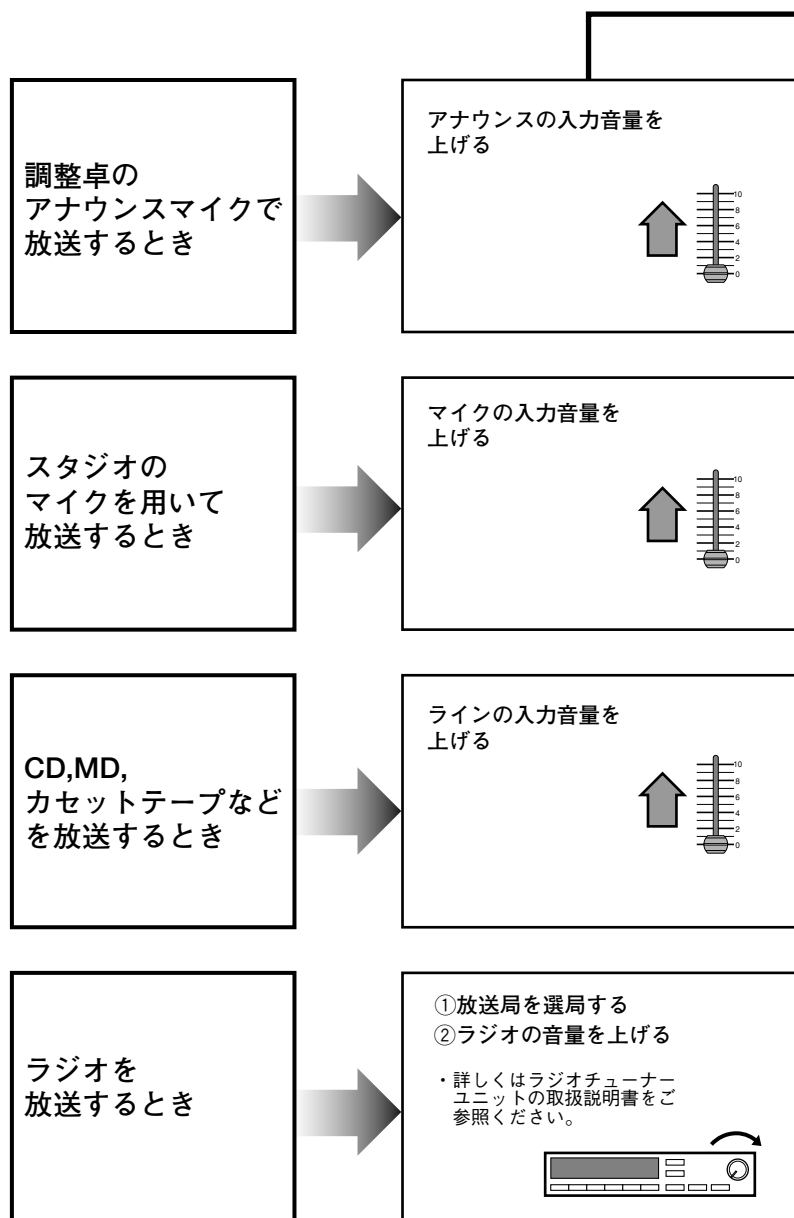 調整卓の
アナウンスマイクで
放送するとき
アナウンスの入力音量を
上げる
10
8
6
4
2
0
スタジオの
マイクを用いて
放送するとき
マイクの入力音量を
上げる
10
8
6
4
2
0
CD,MD,
カセットテープなど
を放送するとき
ラインの入力音量を
上げる
10
8
6
4
2
0
ラジオを
放送するとき
①放送局を選局する
②ラジオの音量を上げる
・詳しくはラジオチューナー
ユニットの取扱説明書をご
参照ください。